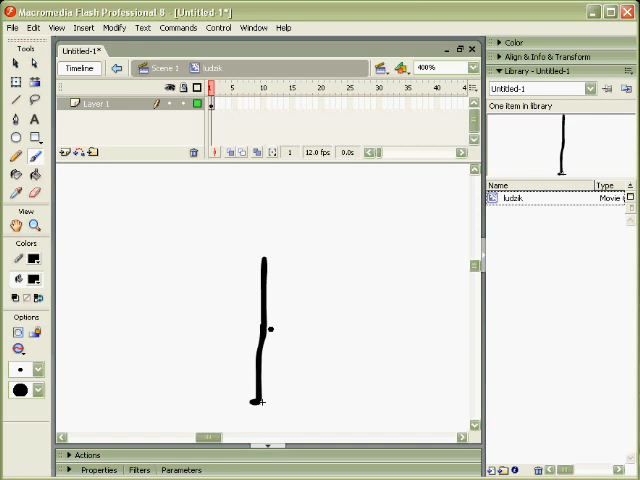 Macromedia Flash Professional 8 - [Untitled-1*]
File Edit View Insert Modify Text Commands Control Window Help
Tools
View
Colors
Options
Untitled-1*
Timeline Scene 1 ludzik 400%
1 5 10 15 20 25 30 35 40 4
Layer 1
1 12.0 fps 0.0s
Actions
Properties Filters Parameters
Color
Align & Info & Transform
Library - Untitled-1
Untitled-1
One item in library
Name Type
ludzik Movie